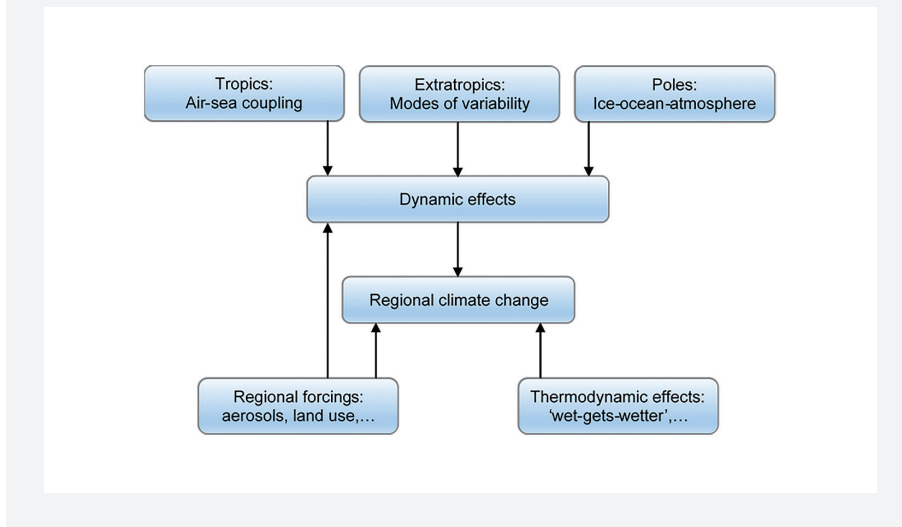 Tropics:
Air-sea coupling
Extratropics:
Modes of variability
Poles:
Ice-ocean-atmosphere
Dynamic effects
Regional climate change
Regional forcings:
aerosols, land use,…
Thermodynamic effects:
‘wet-gets-wetter’,…